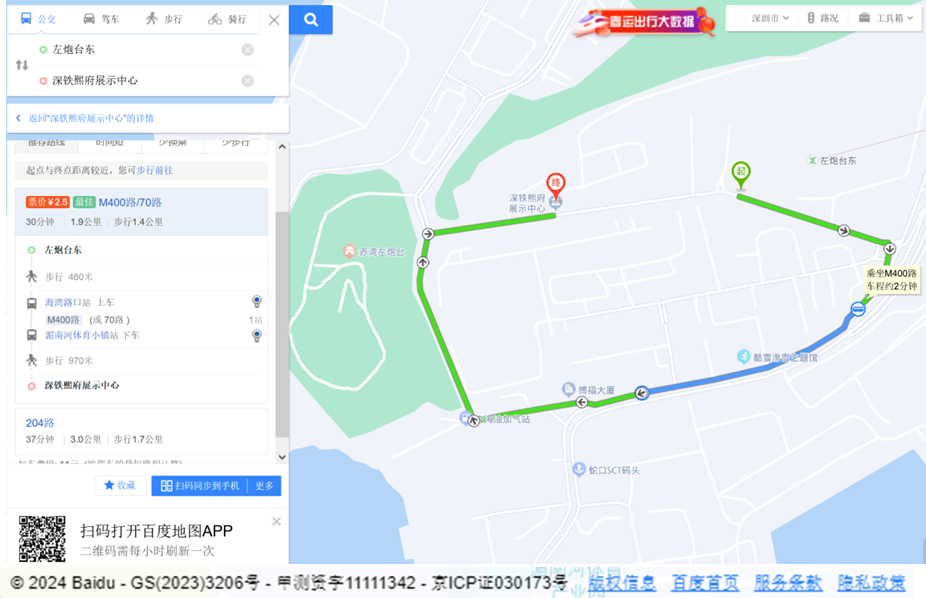 公交 驾车 步行 骑行
左炮台东
深铁熙府展示中心
返回"深铁熙府展示中心"的详情
推荐路线 时间短 少换乘 少步行
起点与终点距离较近，您可步行前往
票价￥2.5 最佳 M400路/70路
30分钟 | 1.9公里 | 步行1.4公里
左炮台东
步行 460米
海湾路口站 上车
M400路 (或 70路 ) 1站
湄南河体育小镇站 下车
步行 970米
深铁熙府展示中心
204路
37分钟 | 3.0公里 | 步行1.7公里
收藏 扫码同步到手机 更多
扫码打开百度地图APP
二维码需每小时刷新一次
春运出行大数据
深圳市 路况 工具箱
左炮台东
起
终
深铁熙府
展示中心
赤湾左炮台
乘坐M400路
车程约2分钟
酷雪滑雪主题馆
博福大厦
加气站
蛇口SCT码头
© 2024 Baidu - GS(2023)3206号 - 甲测资字11111342 - 京ICP证030173号 版权信息 百度首页 服务条款 隐私政策